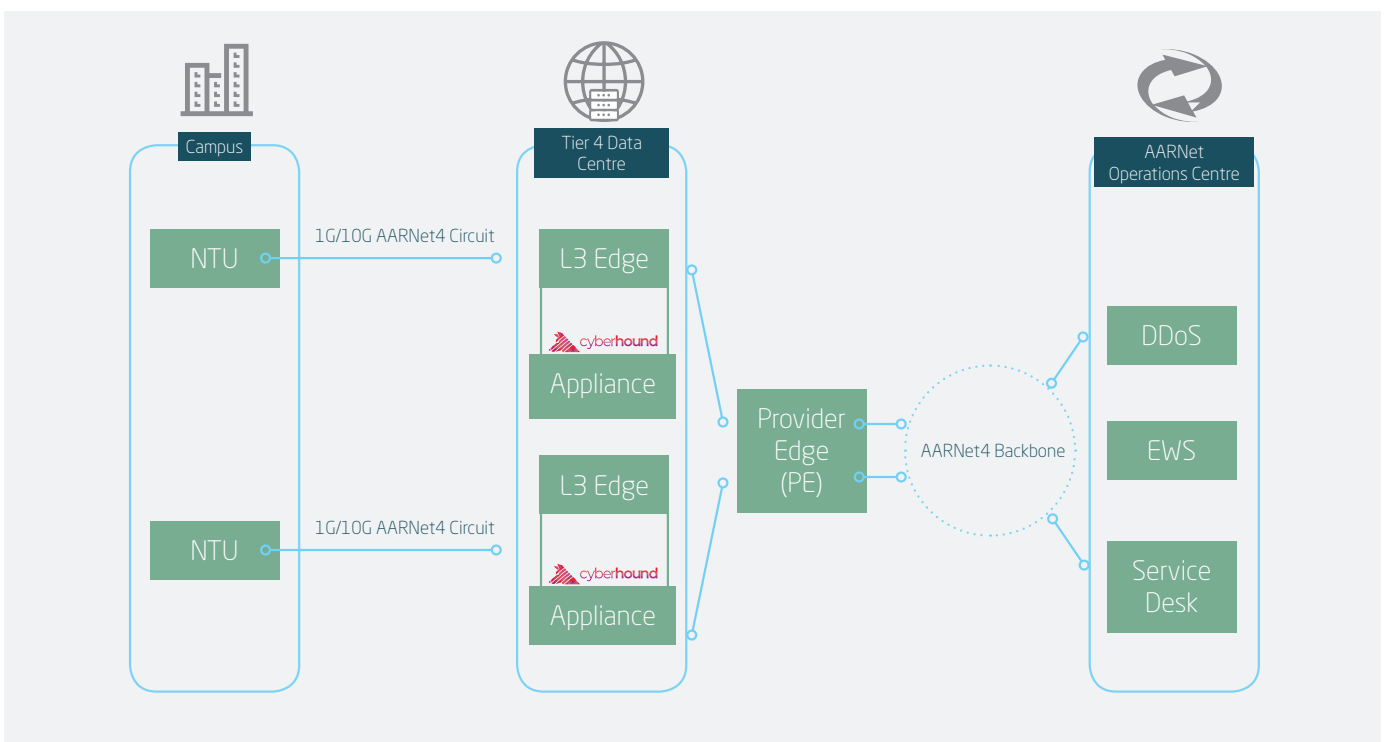 Campus
NTU
1G/10G AARNet4 Circuit
NTU
1G/10G AARNet4 Circuit
Tier 4 Data
Centre
L3 Edge
cyberhound
Appliance
L3 Edge
cyberhound
Appliance
Provider
Edge
(PE)
AARNet4 Backbone
AARNet
Operations Centre
DDoS
EWS
Service
Desk